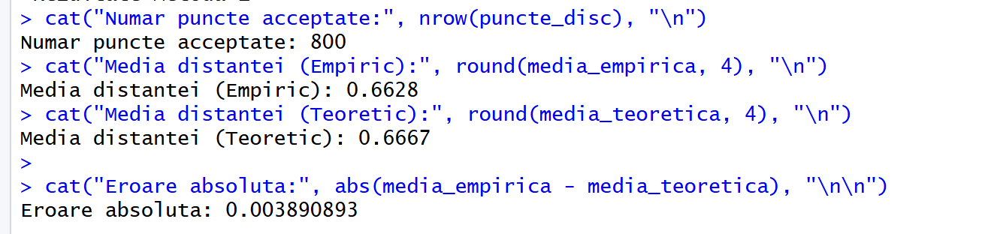 > cat("Numar puncte acceptate:", nrow(puncte_disc), "\n")
Numar puncte acceptate: 800
> cat("Media distantei (Empiric):", round(media_empirica, 4), "\n")
Media distantei (Empiric): 0.6628
> cat("Media distantei (Teoretic):", round(media_teoretica, 4), "\n")
Media distantei (Teoretic): 0.6667
>
> cat("Eroare absoluta:", abs(media_empirica - media_teoretica), "\n\n")
Eroare absoluta: 0.003890893